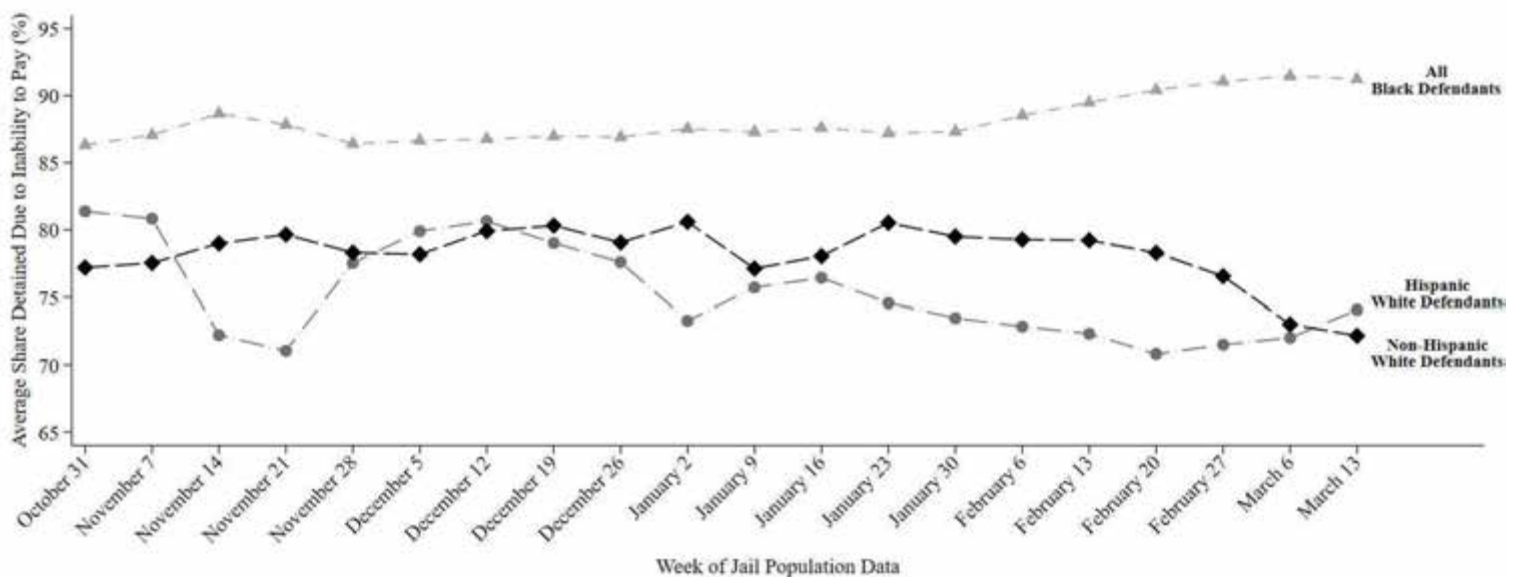 Average Share Detained Due to Inability to Pay (%)
95
90
85
80
75
70
65
All
Black Defendants
Hispanic
White Defendants
Non-Hispanic
White Defendants
October 31
November 7
November 14
November 21
November 28
December 5
December 12
December 19
December 26
January 2
January 9
January 16
January 23
January 30
February 6
February 13
February 20
February 27
March 6
March 13
Week of Jail Population Data